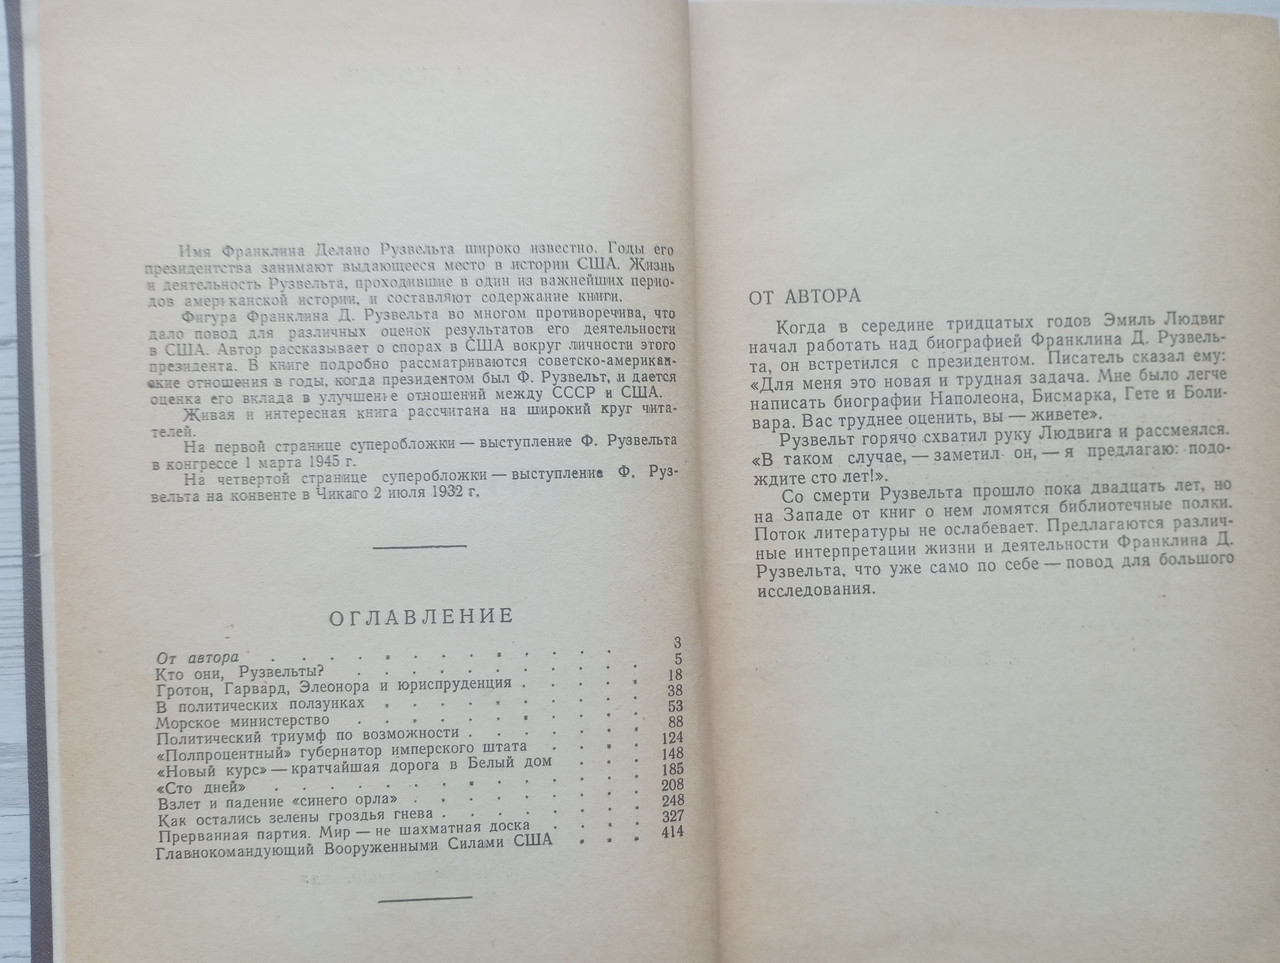 Имя Франклина Делано Рузвельта широко известно. Годы его
президентства занимают выдающееся место в истории США. Жизнь
и деятельность Рузвельта, проходившие в один из важнейших перио-
дов американской истории, и составляют содержание книги.
Фигура Франклина Д. Рузвельта во многом противоречива, что
дало повод для различных оценок результатов его деятельности
в США. Автор рассказывает о спорах в США вокруг личности этого
президента. В книге подробно рассматриваются советско-американ-
ские отношения в годы, когда президентом был Ф. Рузвельт, и дается
оценка его вклада в улучшение отношений между СССР и США.
Живая и интересная книга рассчитана на широкий круг чита-
телей.
На первой странице суперобложки — выступление Ф. Рузвельта
в конгрессе 1 марта 1945 г.
На четвертой странице суперобложки — выступление Ф. Руз-
вельта на конвенте в Чикаго 2 июля 1932 г.
ОГЛАВЛЕНИЕ
От автора . . . . . . . . . . . . . 3
Кто они, Рузвельты? . . . . . . . . . . 5
Гротон, Гарвард, Элеонора и юриспруденция . . . . . 18
В политических ползунках . . . . . . . . . 38
Морское министерство . . . . . . . . . . 53
Политический триумф по возможности . . . . . . 88
«Полпроцентный» губернатор имперского штата . . . . 124
«Новый курс» — кратчайшая дорога в Белый дом . . . 148
«Сто дней» . . . . . . . . . . . . . 185
Взлет и падение «синего орла» . . . . . . . . 208
Как остались зелены гроздья гнева . . . . . . . 248
Прерванная партия. Мир — не шахматная доска . . . . 327
Главнокомандующий Вооруженными Силами США . . . 414
ОТ АВТОРА
Когда в середине тридцатых годов Эмиль Людвиг
начал работать над биографией Франклина Д. Рузвель-
та, он встретился с президентом. Писатель сказал ему:
«Для меня это новая и трудная задача. Мне было легче
написать биографии Наполеона, Бисмарка, Гете и Боли-
вара. Вас труднее оценить, вы — живете».
Рузвельт горячо схватил руку Людвига и рассмеялся.
«В таком случае, — заметил он, — я предлагаю: подо-
ждите сто лет!».
Со смерти Рузвельта прошло пока двадцать лет, но
на Западе от книг о нем ломятся библиотечные полки.
Поток литературы не ослабевает. Предлагаются различ-
ные интерпретации жизни и деятельности Франклина Д.
Рузвельта, что уже само по себе — повод для большого
исследования.